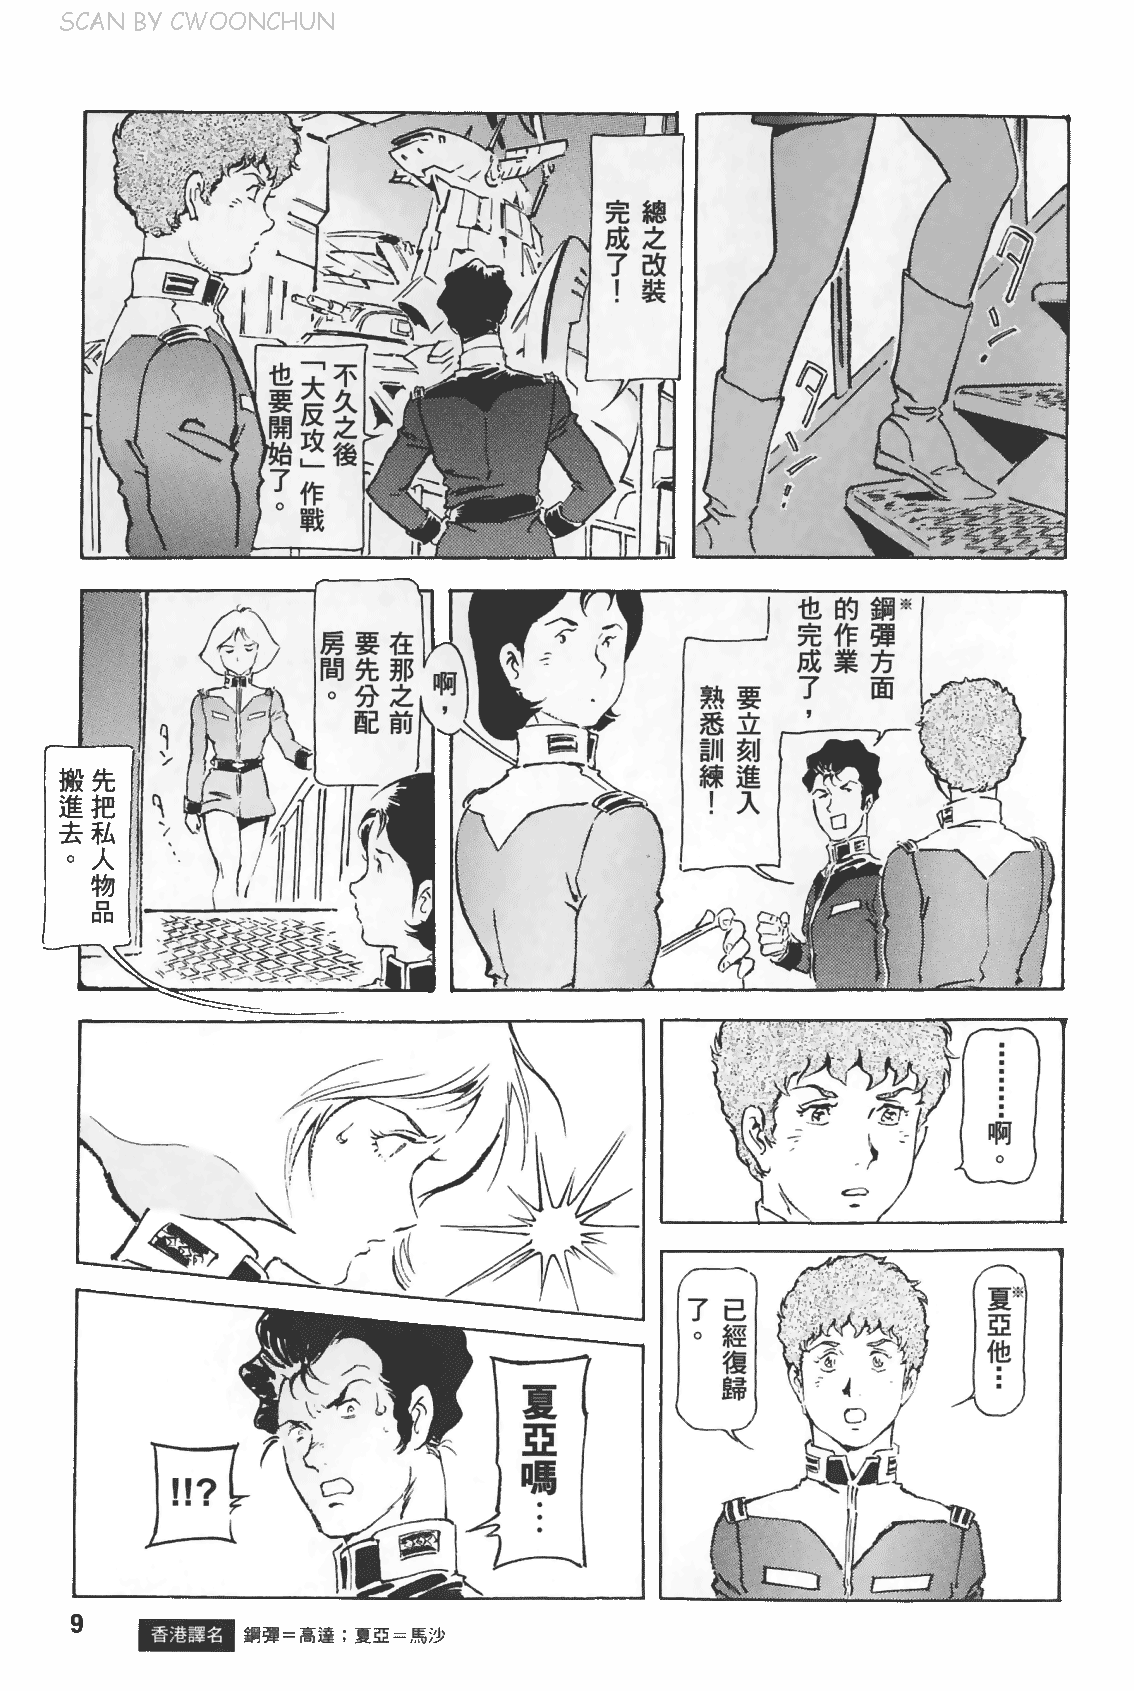 SCAN BY CWOONCHUN
タン
タン
總之改裝
完成了！
不久之後
「大反攻」作戰
也要開始了。
※
鋼彈方面
的作業
也完成了，
要立刻進入
熟悉訓練！
啊，
在那之前
要先分配
房間。
タン
タン
先把私人物品
搬進去。
………啊。
※
夏亞他…
已經復歸
了。
夏亞嗎…
!!?
9
香港譯名 鋼彈＝高達；夏亞＝馬沙